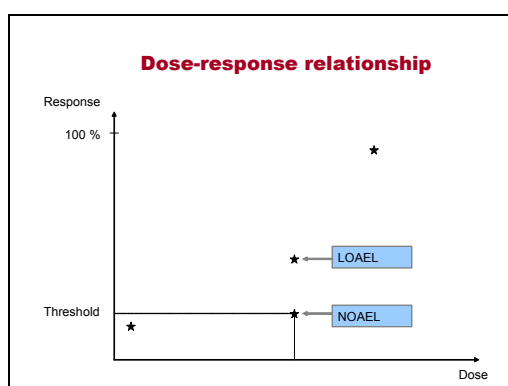 Dose-response relationship
Response
100 %
LOAEL
Threshold
NOAEL
Dose